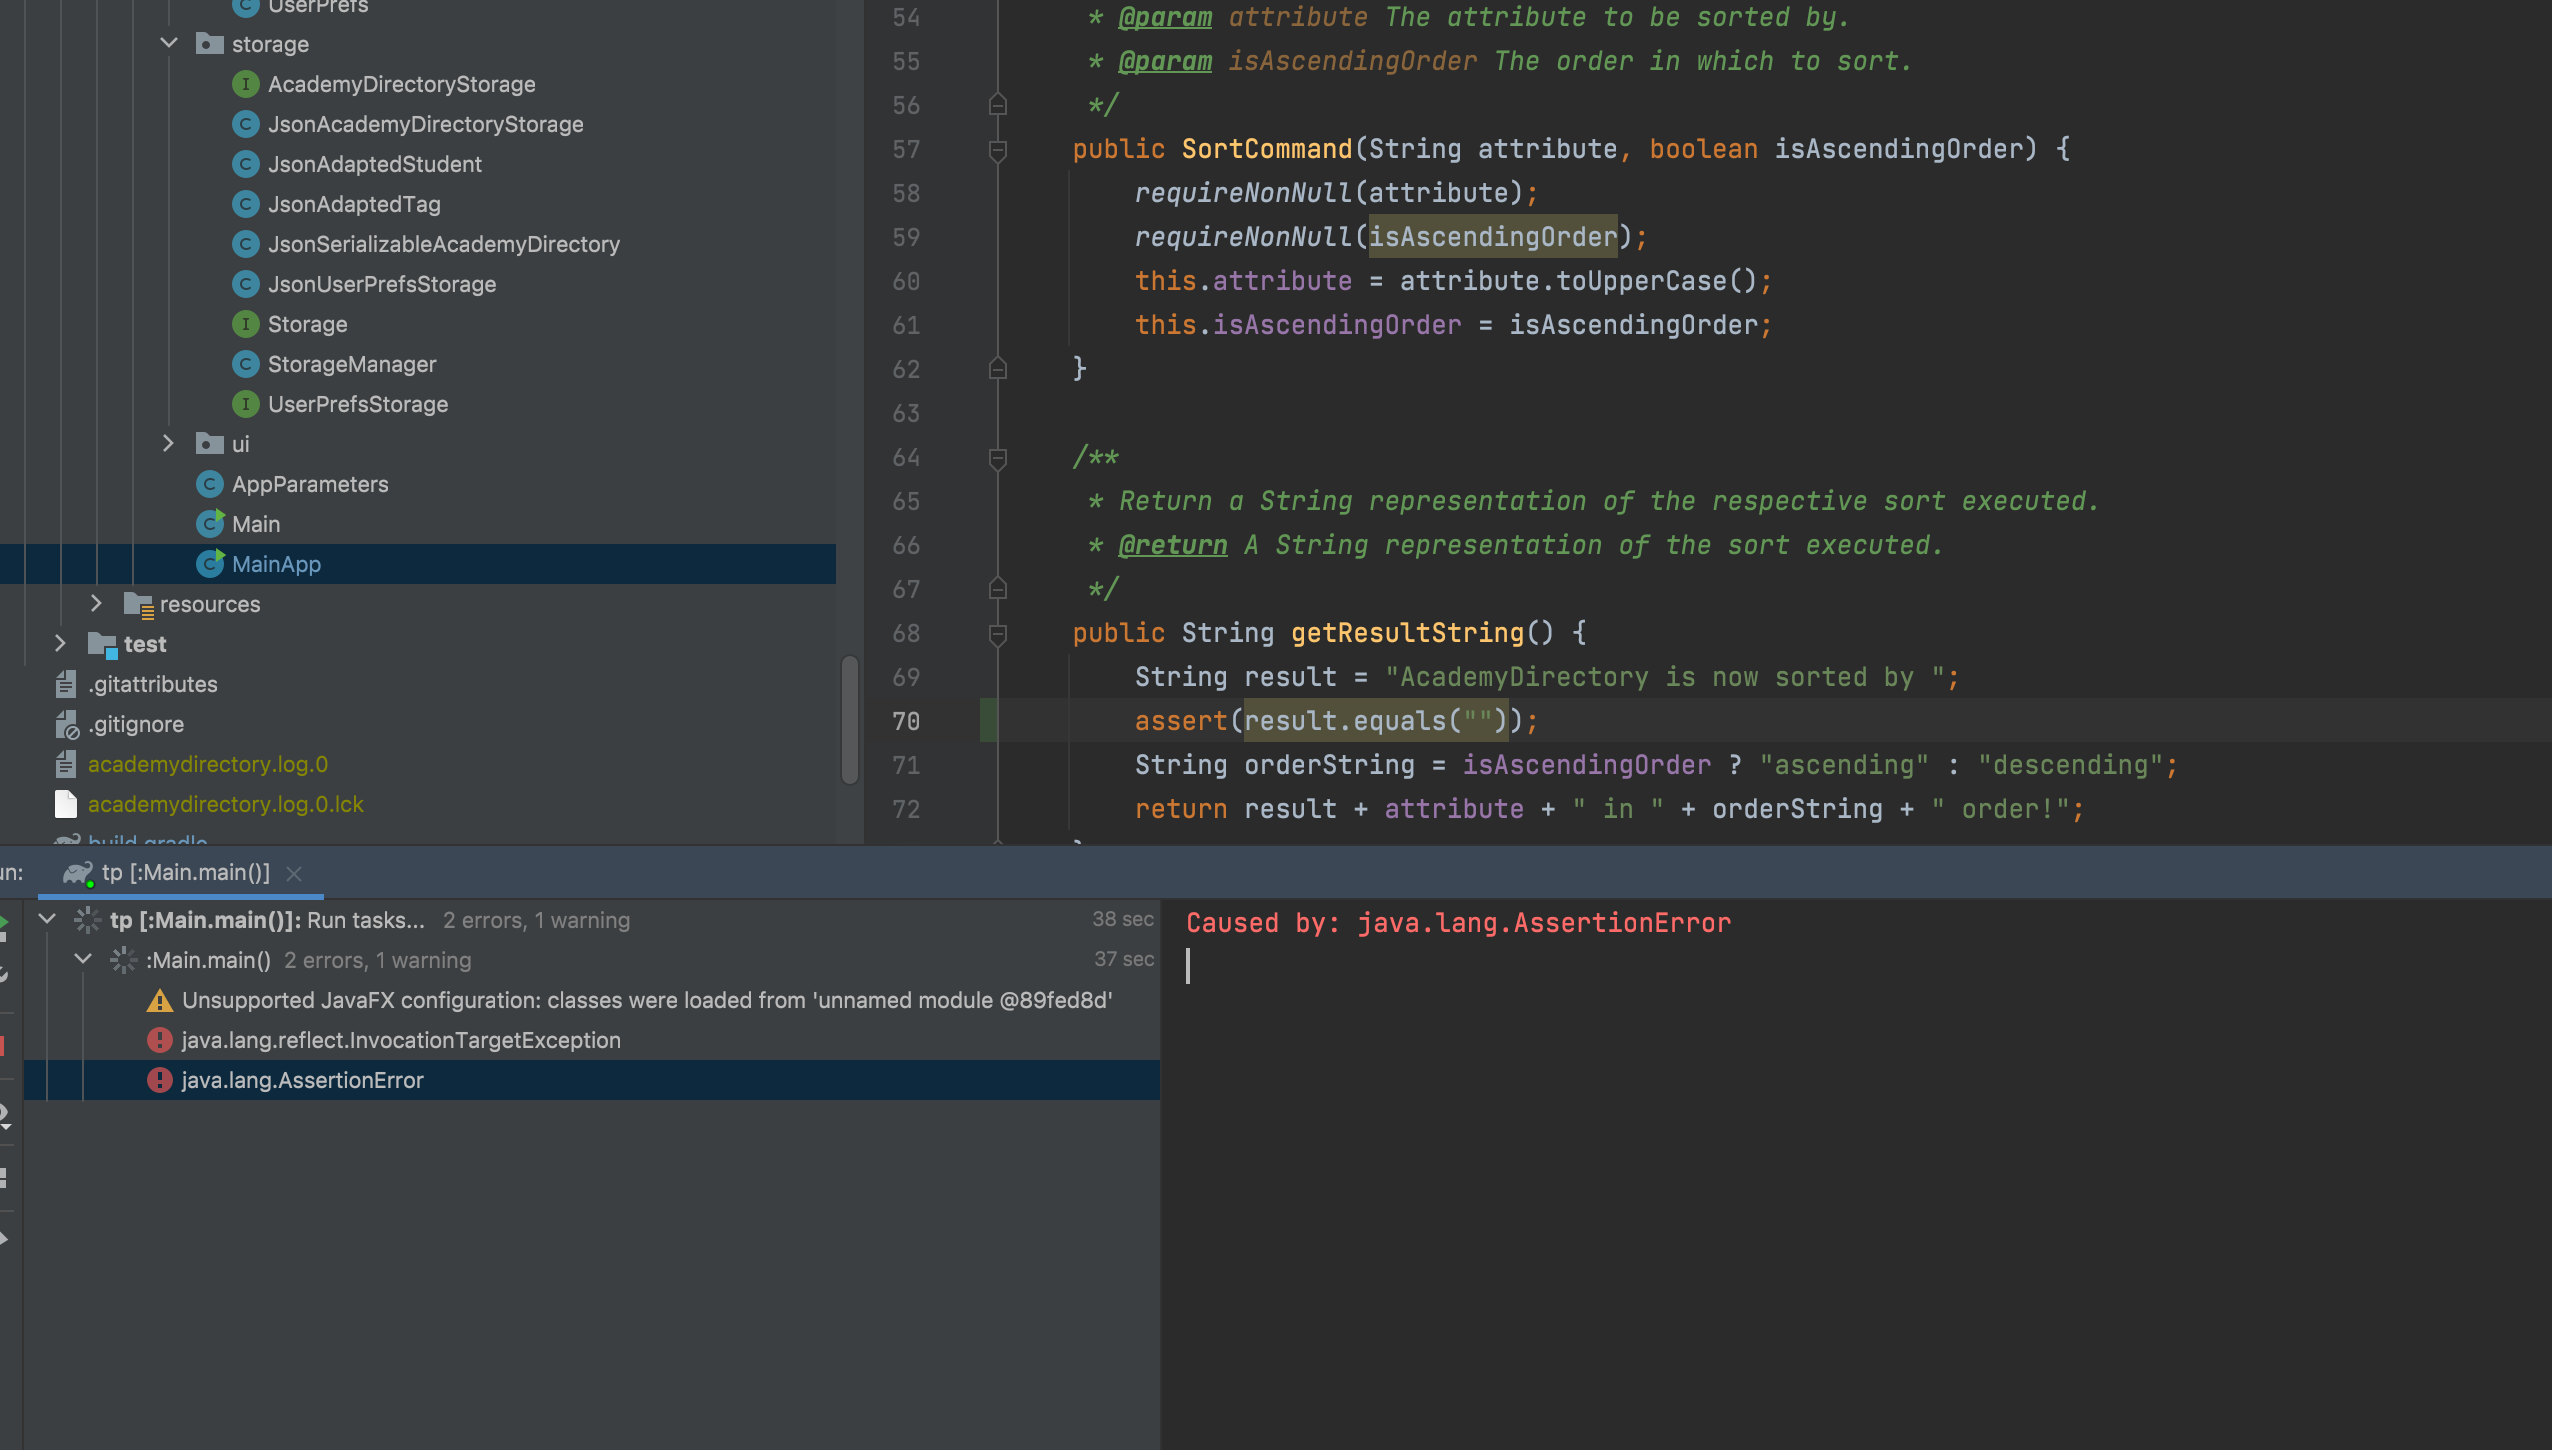 UserPrefs
storage
AcademyDirectoryStorage
JsonAcademyDirectoryStorage
JsonAdaptedStudent
JsonAdaptedTag
JsonSerializableAcademyDirectory
JsonUserPrefsStorage
Storage
StorageManager
UserPrefsStorage
ui
AppParameters
Main
MainApp
resources
test
.gitattributes
.gitignore
academydirectory.log.0
academydirectory.log.0.lck
build.gradle
54 * @param attribute The attribute to be sorted by.
55 * @param isAscendingOrder The order in which to sort.
56 */
57 public SortCommand(String attribute, boolean isAscendingOrder) {
58 requireNonNull(attribute);
59 requireNonNull(isAscendingOrder);
60 this.attribute = attribute.toUpperCase();
61 this.isAscendingOrder = isAscendingOrder;
62 }
63
64 /**
65 * Return a String representation of the respective sort executed.
66 * @return A String representation of the sort executed.
67 */
68 public String getResultString() {
69 String result = "AcademyDirectory is now sorted by ";
70 assert(result.equals(""));
71 String orderString = isAscendingOrder ? "ascending" : "descending";
72 return result + attribute + " in " + orderString + " order!";
un: tp [:Main.main()]
tp [:Main.main()]: Run tasks... 2 errors, 1 warning 38 sec
:Main.main() 2 errors, 1 warning 37 sec
Unsupported JavaFX configuration: classes were loaded from 'unnamed module @89fed8d'
java.lang.reflect.InvocationTargetException
java.lang.AssertionError
Caused by: java.lang.AssertionError